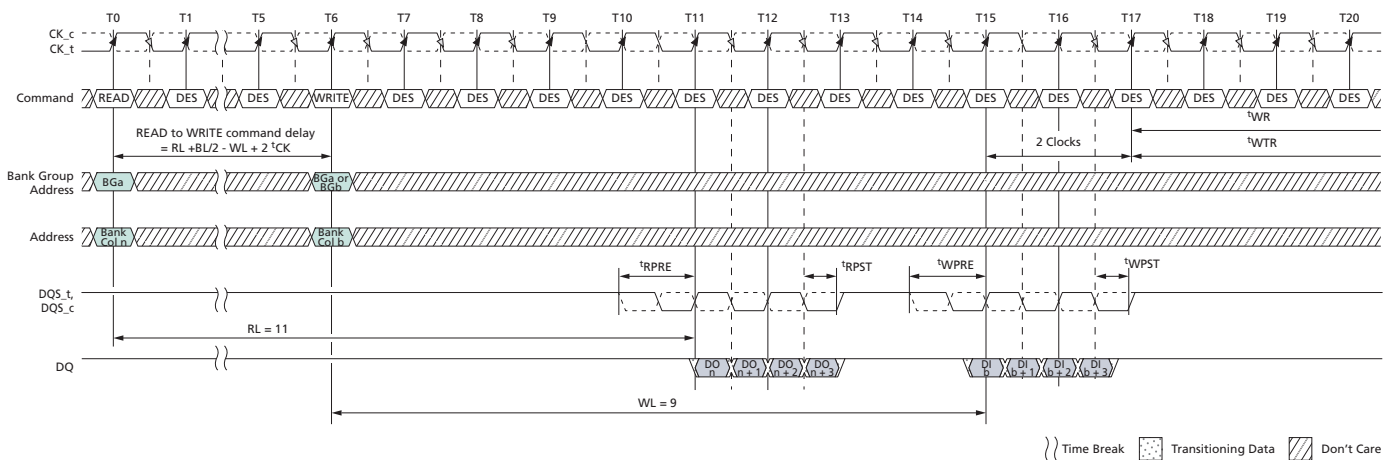 T0 T1 T5 T6 T7 T8 T9 T10 T11 T12 T13 T14 T15 T16 T17 T18 T19 T20
CK_c
CK_t
Command READ DES DES WRITE DES DES DES DES DES DES DES DES DES DES DES DES DES DES
READ to WRITE command delay
= RL +BL/2 - WL + 2 tCK
tWR
2 Clocks
tWTR
Bank Group
Address
BGa
BGa or
BGb
Address
Bank
Col n
Bank
Col b
tRPRE tRPST tWPRE tWPST
DQS_t,
DQS_c
RL = 11
DQ
DO
n
DO
n + 1
DO
n + 2
DO
n + 3
DI
b
DI
b + 1
DI
b + 2
DI
b + 3
WL = 9
Time Break Transitioning Data Don't Care